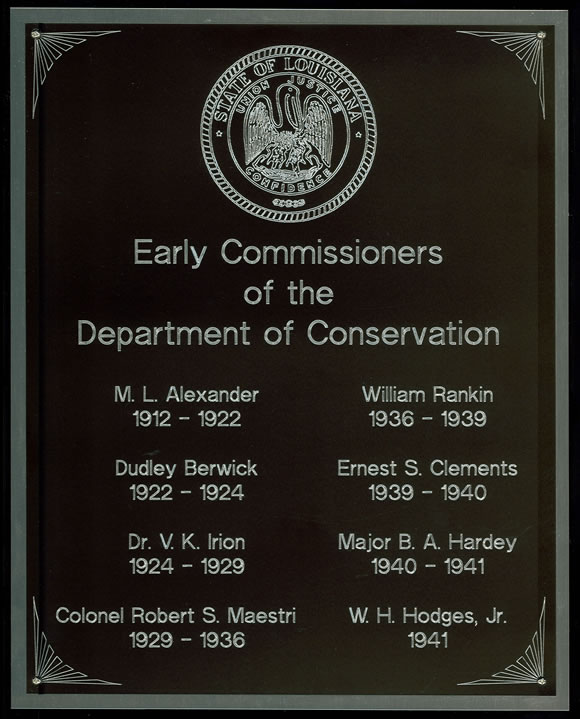 STATE OF LOUISIANA
UNION JUSTICE
CONFIDENCE
Early Commissioners
of the
Department of Conservation
M. L. Alexander
1912 - 1922
Dudley Berwick
1922 - 1924
Dr. V. K. Irion
1924 - 1929
Colonel Robert S. Maestri
1929 - 1936
William Rankin
1936 - 1939
Ernest S. Clements
1939 - 1940
Major B. A. Hardey
1940 - 1941
W. H. Hodges, Jr.
1941